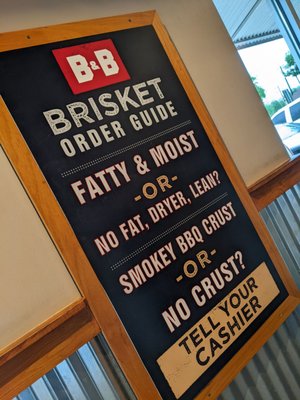 B&B
BRISKET
ORDER GUIDE
FATTY & MOIST
-OR-
NO FAT, DRYER, LEAN?
SMOKEY BBQ CRUST
-OR-
NO CRUST?
TELL YOUR
CASHIER